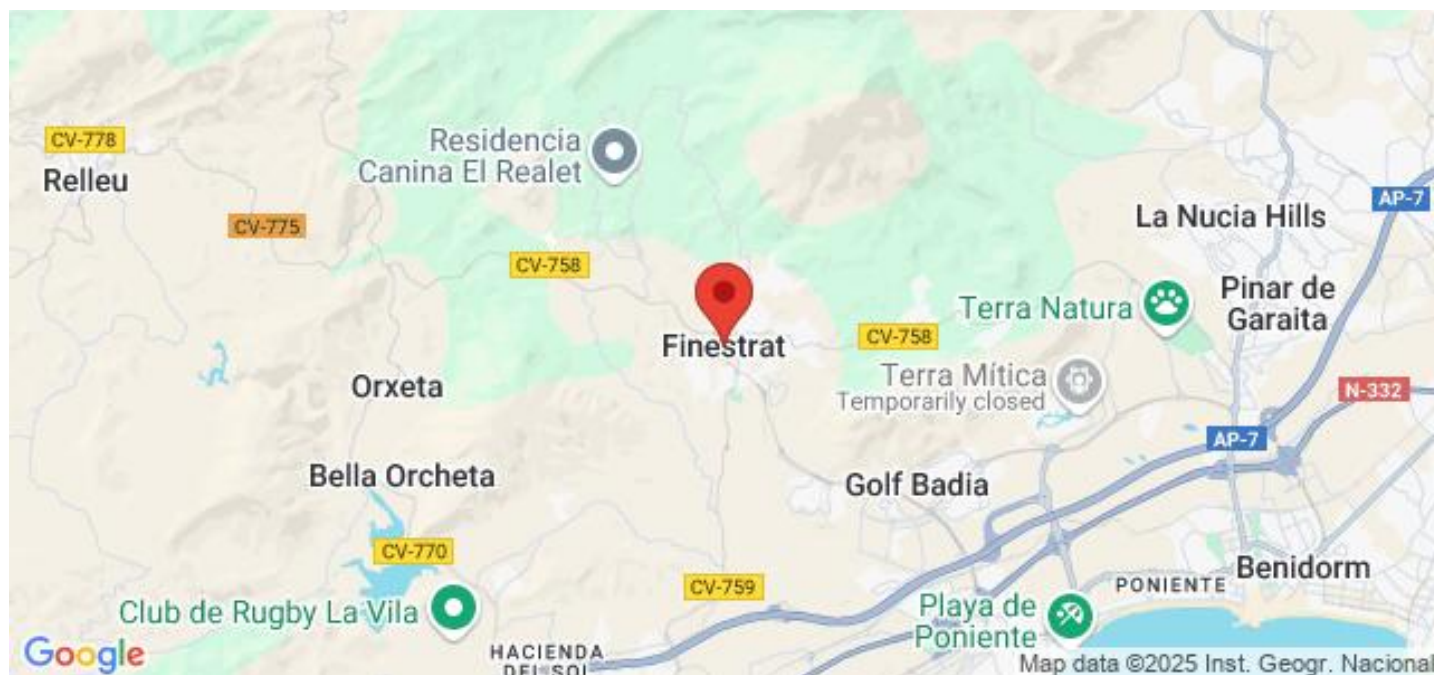 CV-778
Relleu
CV-775
Residencia
Canina El Realet
CV-758
AP-7
La Nucia Hills
Terra Natura
Pinar de
Garaita
Finestrat
CV-758
Terra Mítica
Temporarily closed
Orxeta
N-332
AP-7
Bella Orcheta
Golf Badia
CV-770
CV-759
Benidorm
PONIENTE
Club de Rugby La Vila
Playa de
Poniente
HACIENDA
DEL SOL
Google
Map data ©2025 Inst. Geogr. Nacional